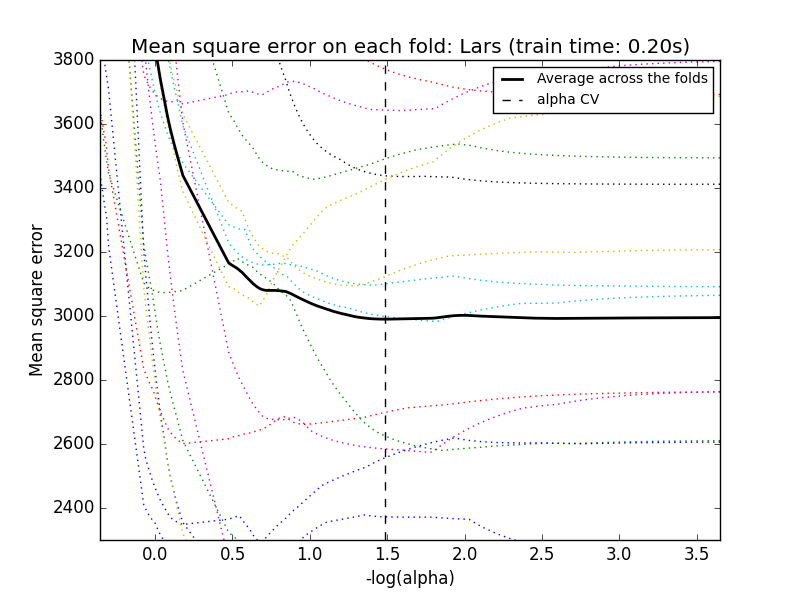 Mean square error on each fold: Lars (train time: 0.20s)
Average across the folds
alpha CV
3800
3600
3400
3200
3000
2800
2600
2400
Mean square error
0.0 0.5 1.0 1.5 2.0 2.5 3.0 3.5
-log(alpha)